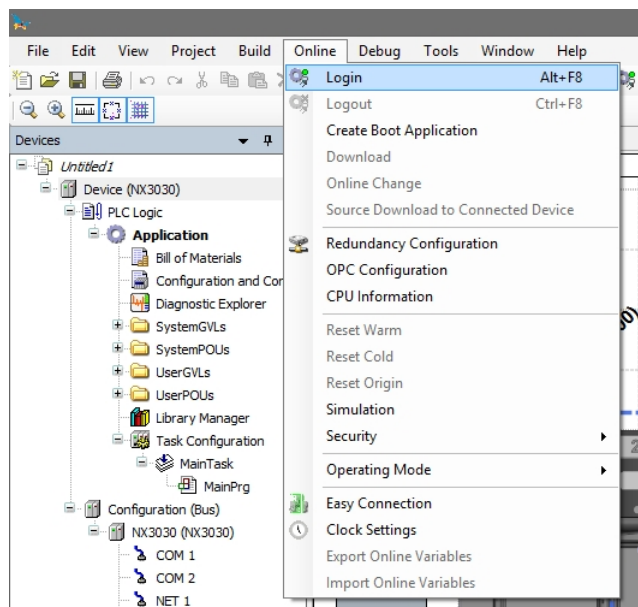 File Edit View Project Build Online Debug Tools Window Help
Devices
Untitled1
Device (NX3030)
PLC Logic
Application
Bill of Materials
Configuration and Con
Diagnostic Explorer
SystemGVLs
SystemPOUs
UserGVLs
UserPOUs
Library Manager
Task Configuration
MainTask
MainPrg
Configuration (Bus)
NX3030 (NX3030)
COM 1
COM 2
NET 1
Login Alt+F8
Logout Ctrl+F8
Create Boot Application
Download
Online Change
Source Download to Connected Device
Redundancy Configuration
OPC Configuration
CPU Information
Reset Warm
Reset Cold
Reset Origin
Simulation
Security
Operating Mode
Easy Connection
Clock Settings
Export Online Variables
Import Online Variables